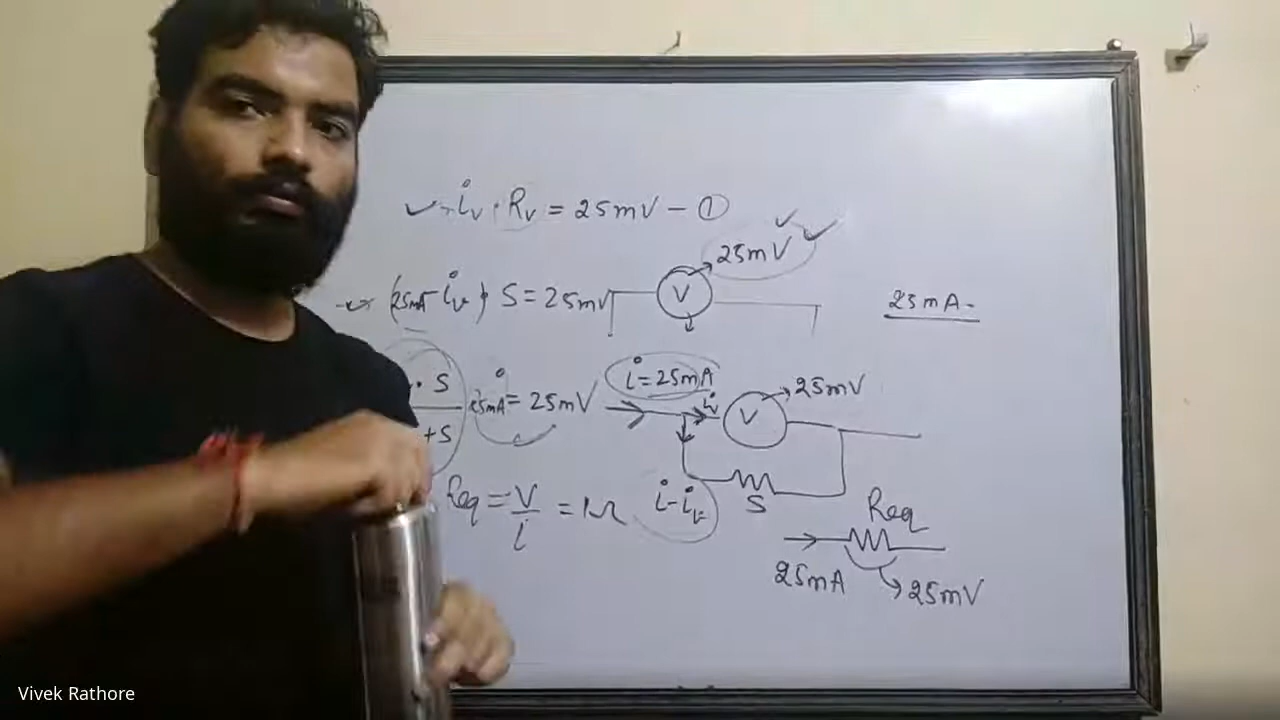 ✓ → iv · Rv = 25mV - ①
25mV
(25mA - iv) S = 25mV
V
25mA -
i = 25mA
iv
25mV
· S
+S
25mA = 25mV
V
S
Req = V/i = 1Ω
i - iv
Req
25mA
25mV
Vivek Rathore